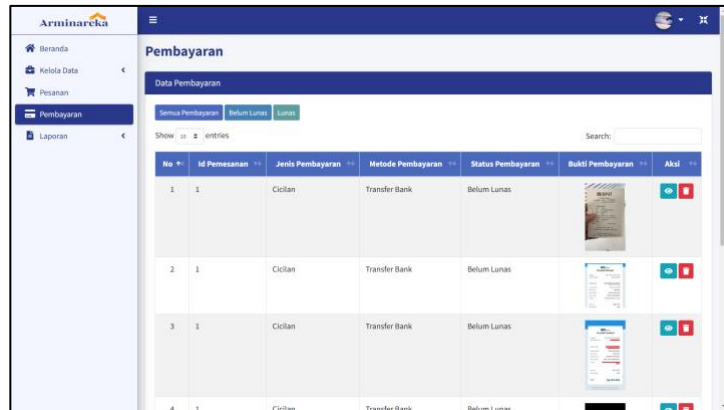 Arminareka
Beranda
Kelola Data
Pesanan
Pembayaran
Laporan
Pembayaran
Data Pembayaran
Semua Pembayaran Belum Lunas Lunas
Show 10 entries Search:
No Id Pemesanan Jenis Pembayaran Metode Pembayaran Status Pembayaran Bukti Pembayaran Aksi
1 1 Cicilan Transfer Bank Belum Lunas
2 1 Cicilan Transfer Bank Belum Lunas
3 1 Cicilan Transfer Bank Belum Lunas
4 1 Cicilan Transfer Bank Belum Lunas